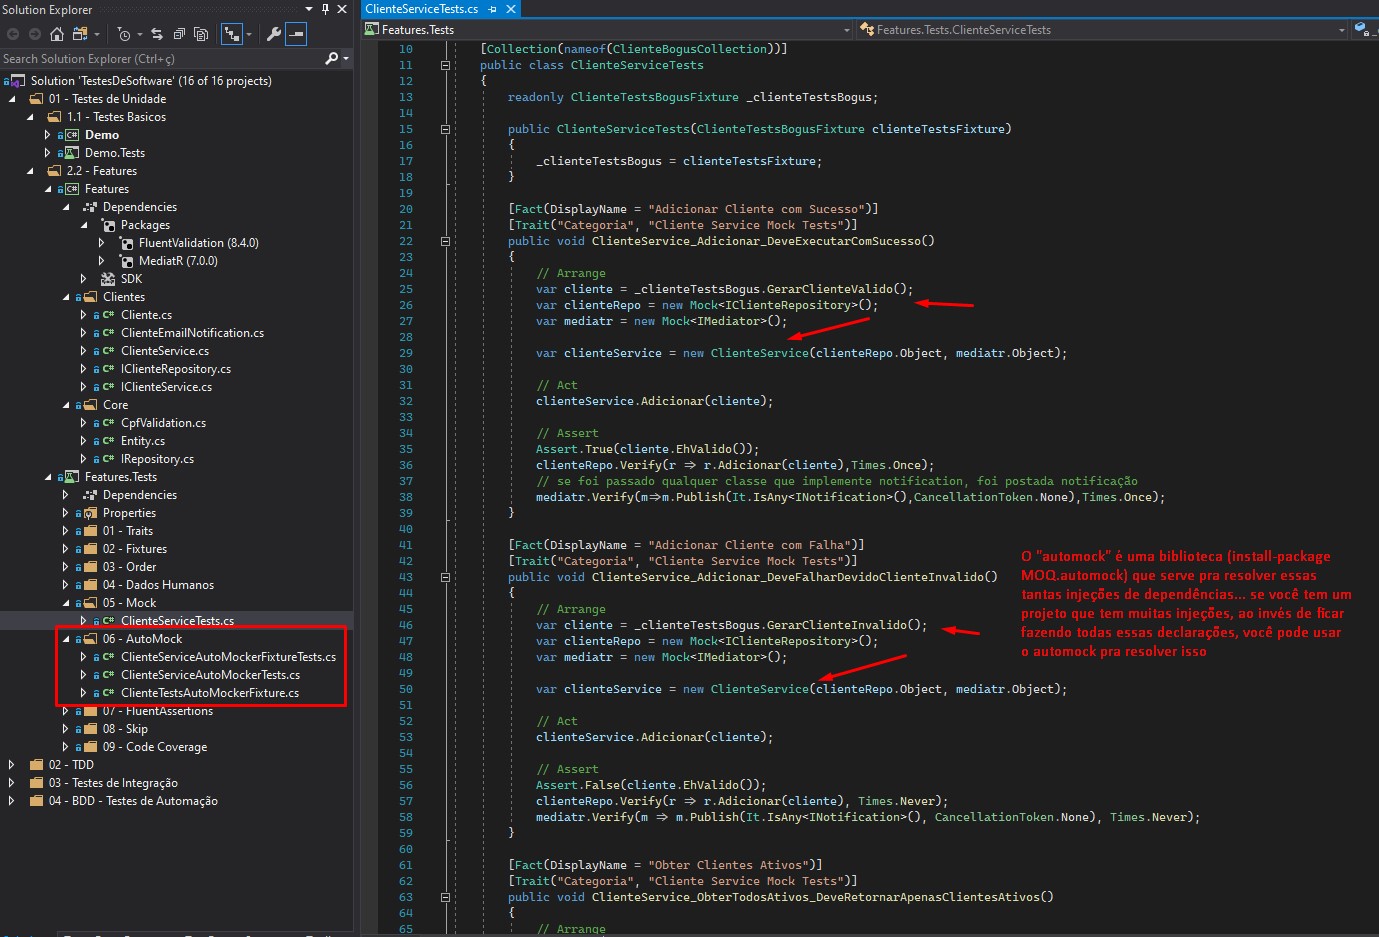 Solution Explorer
Search Solution Explorer (Ctrl+ç)
Solution 'TestesDeSoftware' (16 of 16 projects)
01 - Testes de Unidade
1.1 - Testes Basicos
Demo
Demo.Tests
2.2 - Features
Features
Dependencies
Packages
FluentValidation (8.4.0)
MediatR (7.0.0)
SDK
Clientes
Cliente.cs
ClienteEmailNotification.cs
ClienteService.cs
IClienteRepository.cs
IClienteService.cs
Core
CpfValidation.cs
Entity.cs
IRepository.cs
Features.Tests
Dependencies
Properties
01 - Traits
02 - Fixtures
03 - Order
04 - Dados Humanos
05 - Mock
ClienteServiceTests.cs
06 - AutoMock
ClienteServiceAutoMockerFixtureTests.cs
ClienteServiceAutoMockerTests.cs
ClienteTestsAutoMockerFixture.cs
07 - FluentAssertions
08 - Skip
09 - Code Coverage
02 - TDD
03 - Testes de Integração
04 - BDD - Testes de Automação
ClienteServiceTests.cs
Features.Tests
Features.Tests.ClienteServiceTests
10 [Collection(nameof(ClienteBogusCollection))]
11 public class ClienteServiceTests
12 {
13 readonly ClienteTestsBogusFixture _clienteTestsBogus;
14
15 public ClienteServiceTests(ClienteTestsBogusFixture clienteTestsFixture)
16 {
17 _clienteTestsBogus = clienteTestsFixture;
18 }
19
20 [Fact(DisplayName = "Adicionar Cliente com Sucesso")]
21 [Trait("Categoria", "Cliente Service Mock Tests")]
22 public void ClienteService_Adicionar_DeveExecutarComSucesso()
23 {
24 // Arrange
25 var cliente = _clienteTestsBogus.GerarClienteValido();
26 var clienteRepo = new Mock<IClienteRepository>();
27 var mediatr = new Mock<IMediator>();
28
29 var clienteService = new ClienteService(clienteRepo.Object, mediatr.Object);
30
31 // Act
32 clienteService.Adicionar(cliente);
33
34 // Assert
35 Assert.True(cliente.EhValido());
36 clienteRepo.Verify(r => r.Adicionar(cliente),Times.Once);
37 // se foi passado qualquer classe que implemente notification, foi postada notificação
38 mediatr.Verify(m=>m.Publish(It.IsAny<INotification>(),CancellationToken.None),Times.Once);
39 }
40
41 [Fact(DisplayName = "Adicionar Cliente com Falha")]
42 [Trait("Categoria", "Cliente Service Mock Tests")]
43 public void ClienteService_Adicionar_DeveFalharDevidoClienteInvalido()
44 {
45 // Arrange
46 var cliente = _clienteTestsBogus.GerarClienteInvalido();
47 var clienteRepo = new Mock<IClienteRepository>();
48 var mediatr = new Mock<IMediator>();
49
50 var clienteService = new ClienteService(clienteRepo.Object, mediatr.Object);
51
52 // Act
53 clienteService.Adicionar(cliente);
54
55 // Assert
56 Assert.False(cliente.EhValido());
57 clienteRepo.Verify(r => r.Adicionar(cliente), Times.Never);
58 mediatr.Verify(m => m.Publish(It.IsAny<INotification>(), CancellationToken.None), Times.Never);
59 }
60
61 [Fact(DisplayName = "Obter Clientes Ativos")]
62 [Trait("Categoria", "Cliente Service Mock Tests")]
63 public void ClienteService_ObterTodosAtivos_DeveRetornarApenasClientesAtivos()
64 {
65 // Arrange
O "automock" é uma biblioteca (install-package
MOQ.automock) que serve pra resolver essas
tantas injeções de dependências... se você tem um
projeto que tem muitas injeções, ao invés de ficar
fazendo todas essas declarações, você pode usar
o automock pra resolver isso